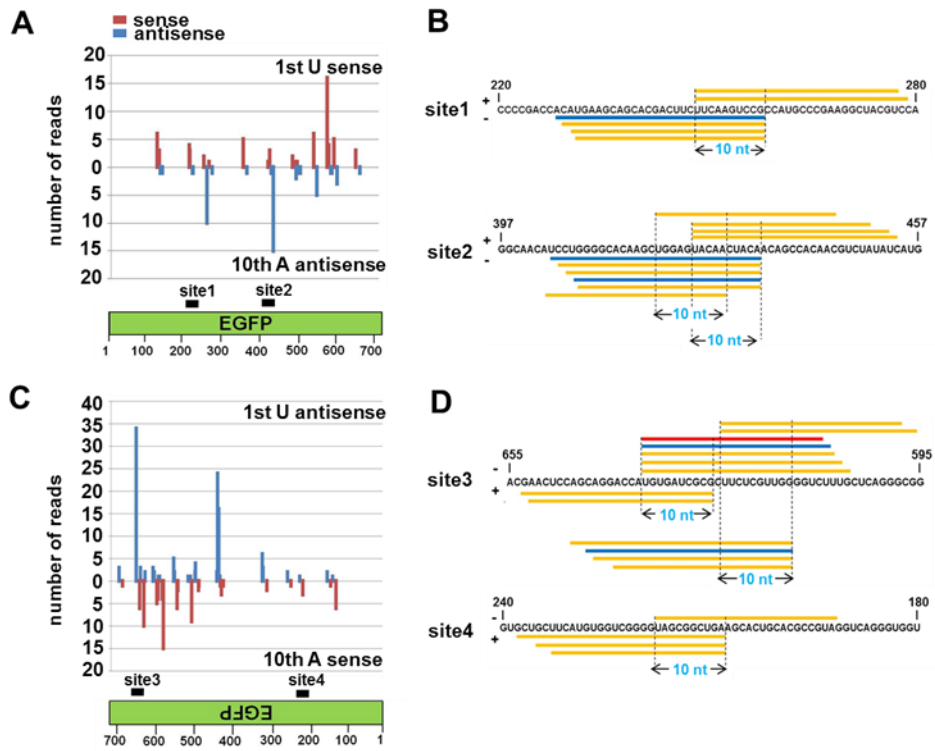 A
sense
antisense
20
15
10
5
0
5
10
15
20
number of reads
1st U sense
10th A antisense
site1
site2
EGFP
1
100
200
300
400
500
600
700
B
220
280
site1
+
CCCCGACCACAUGAAGCAGCACGACUUCUUCAAGUCCGCCAUGCCCGAAGGCUACGUCCA
-
10 nt
397
457
site2
+
GGCAACAUCCUGGGGCACAAGCUGGAGUACAACUACAACAGCCACAACGUCUAUAUCAUG
-
10 nt
10 nt
C
40
35
30
25
20
15
10
5
0
5
10
15
20
number of reads
1st U antisense
10th A sense
site3
site4
EGFP
700
600
500
400
300
200
100
1
D
655
595
site3
-
ACGAACUCCAGCAGGACCAUGUGAUCGCGCUUCUCGUUGGGGUCUUUGCUCAGGGCGG
+
10 nt
10 nt
240
180
site4
-
GUGCUGCUUCAUGUGGUCGGGGUAGCGGCUGAAGCACUGCACGCCGUAGGUCAGGGUGGU
+
10 nt